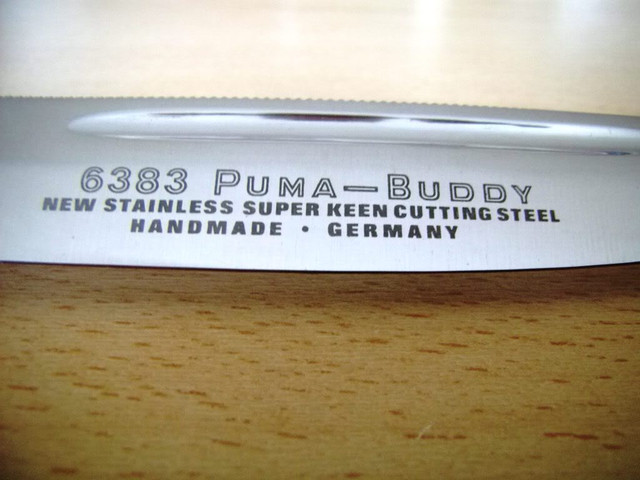 6383 PUMA—BUDDY
NEW STAINLESS SUPER KEEN CUTTING STEEL
HANDMADE · GERMANY